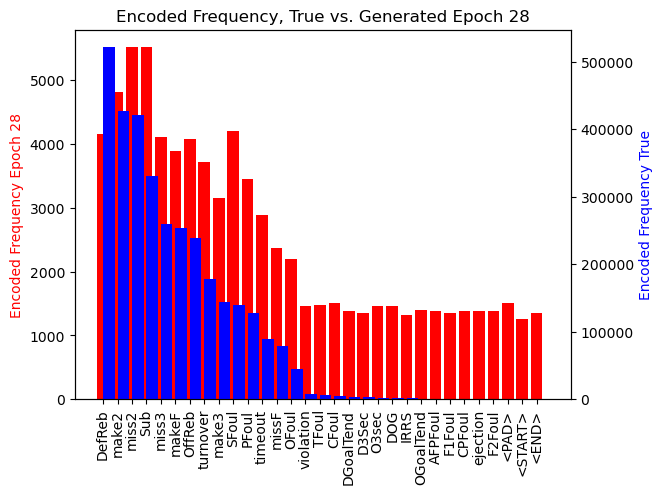 Encoded Frequency, True vs. Generated Epoch 28
Encoded Frequency Epoch 28
5000
4000
3000
2000
1000
0
500000
400000
300000
200000
100000
0
Encoded Frequency True
DefReb
make2
miss2
Sub
miss3
makeF
OffReb
turnover
make3
SFoul
PFoul
timeout
missF
OFoul
violation
TFoul
CFoul
DGoalTend
D3Sec
O3sec
DOG
IRRS
OGoalTend
AFPFoul
F1Foul
CPFoul
ejection
F2Foul
<PAD>
<START>
<END>